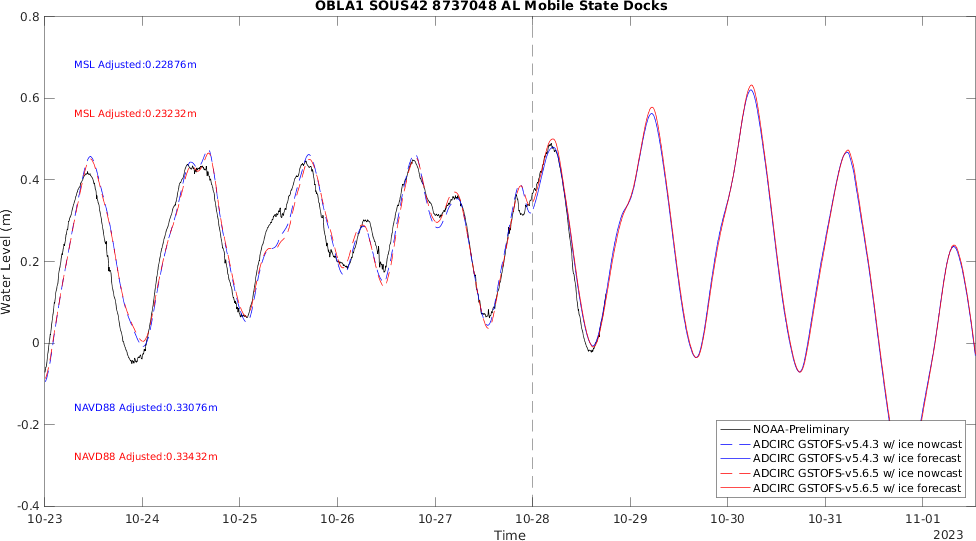 OBLA1 SOUS42 8737048 AL Mobile State Docks
0.8
0.6
0.4
0.2
0
-0.2
-0.4
Water Level (m)
MSL Adjusted:0.22876m
MSL Adjusted:0.23232m
NAVD88 Adjusted:0.33076m
NAVD88 Adjusted:0.33432m
NOAA-Preliminary
ADCIRC GSTOFS-v5.4.3 w/ ice nowcast
ADCIRC GSTOFS-v5.4.3 w/ ice forecast
ADCIRC GSTOFS-v5.6.5 w/ ice nowcast
ADCIRC GSTOFS-v5.6.5 w/ ice forecast
10-23 10-24 10-25 10-26 10-27 10-28 10-29 10-30 10-31 11-01
Time
2023